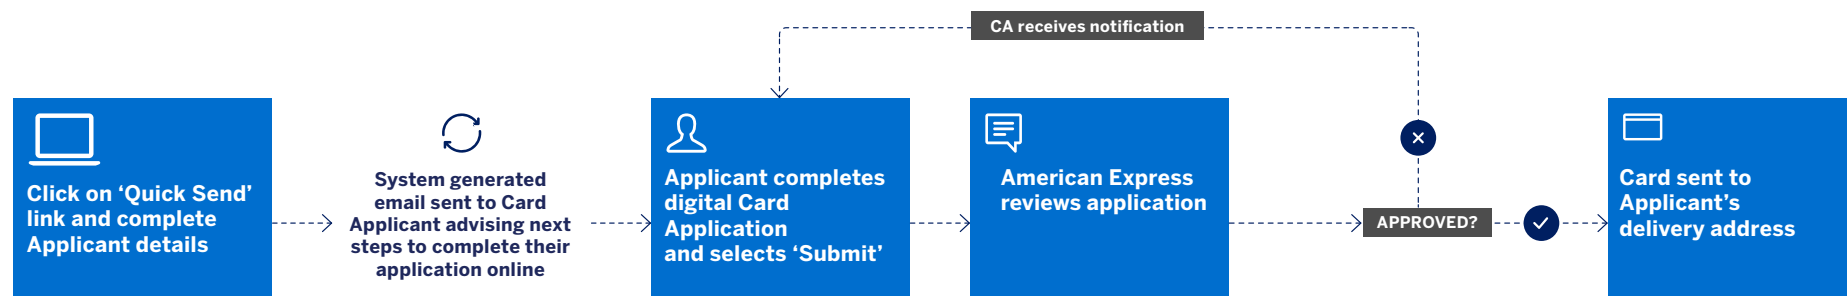 CA receives notification
Click on ‘Quick Send’
link and complete
Applicant details
System generated
email sent to Card
Applicant advising next
steps to complete their
application online
Applicant completes
digital Card
Application
and selects ‘Submit’
American Express
reviews application
APPROVED?
Card sent to
Applicant’s
delivery address